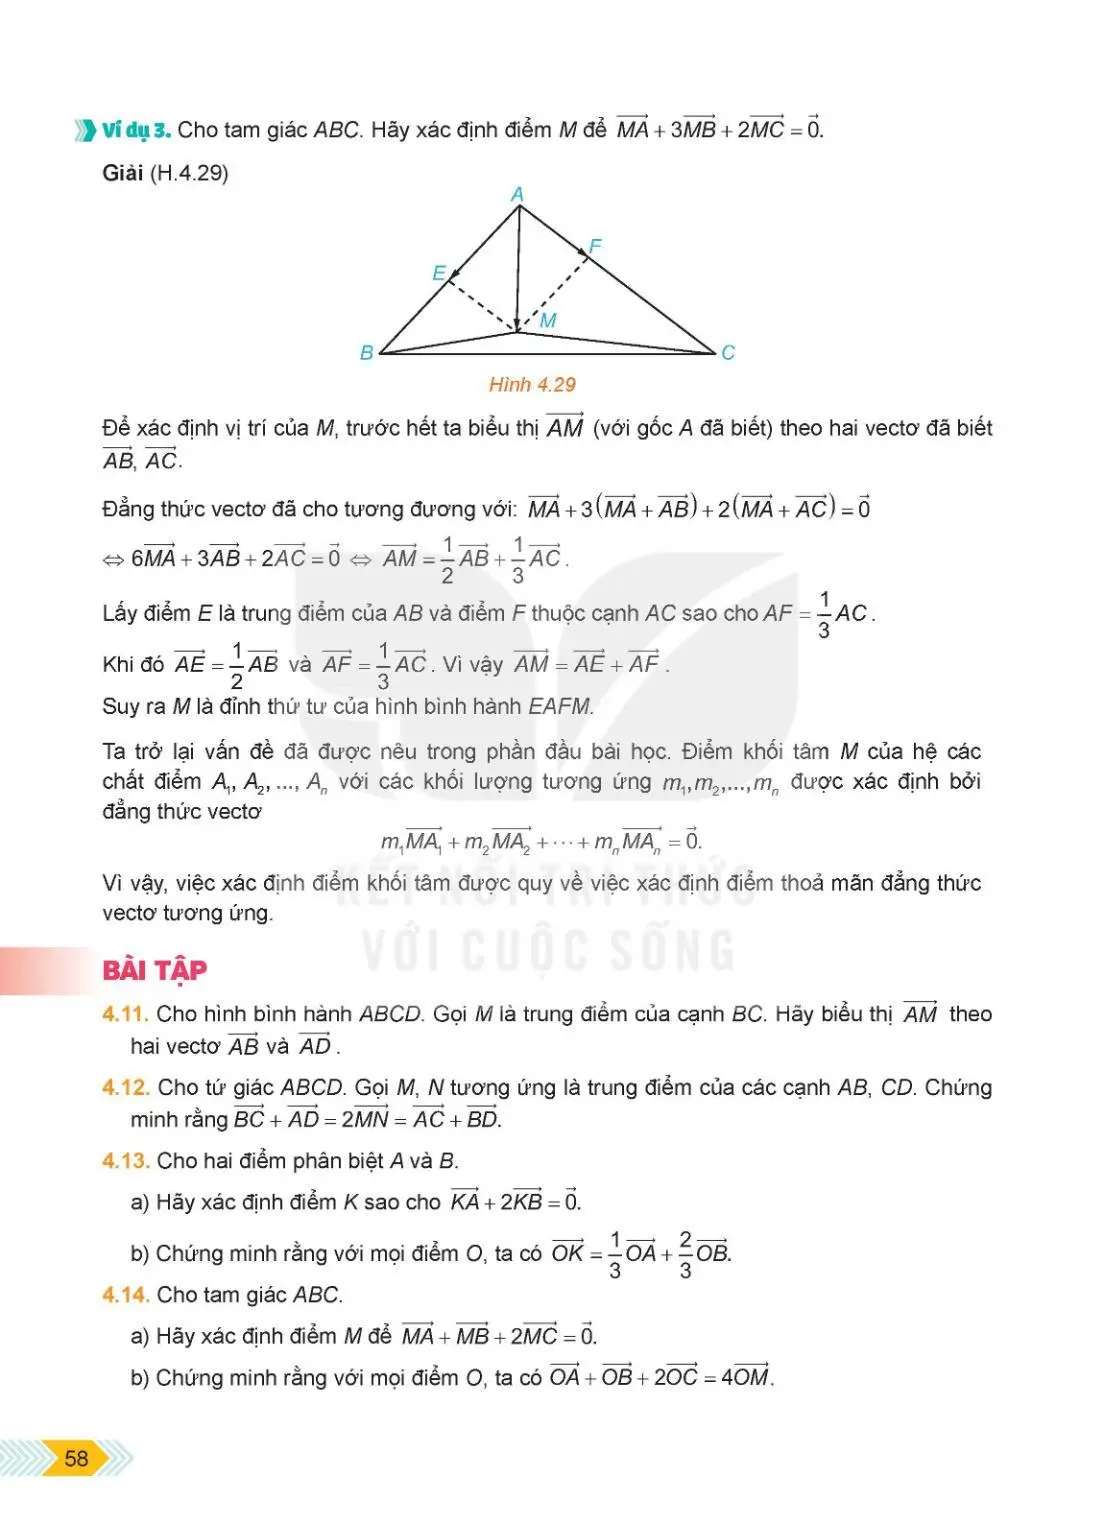 Ví dụ 3. Cho tam giác ABC. Hãy xác định điểm M để $\overrightarrow{MA} + 3\overrightarrow{MB} + 2\overrightarrow{MC} = \vec{0}$.
Giải (H.4.29)
A
F
E
M
B
C
Hình 4.29
Để xác định vị trí của M, trước hết ta biểu thị $\overrightarrow{AM}$ (với gốc A đã biết) theo hai vectơ đã biết
$\overrightarrow{AB}$, $\overrightarrow{AC}$.
Đẳng thức vectơ đã cho tương đương với: $\overrightarrow{MA} + 3(\overrightarrow{MA} + \overrightarrow{AB}) + 2(\overrightarrow{MA} + \overrightarrow{AC}) = \vec{0}$
$\Leftrightarrow 6\overrightarrow{MA} + 3\overrightarrow{AB} + 2\overrightarrow{AC} = \vec{0} \Leftrightarrow \overrightarrow{AM} = \frac{1}{2}\overrightarrow{AB} + \frac{1}{3}\overrightarrow{AC}$.
Lấy điểm E là trung điểm của AB và điểm F thuộc cạnh AC sao cho $AF = \frac{1}{3}AC$.
Khi đó $\overrightarrow{AE} = \frac{1}{2}\overrightarrow{AB}$ và $\overrightarrow{AF} = \frac{1}{3}\overrightarrow{AC}$. Vì vậy $\overrightarrow{AM} = \overrightarrow{AE} + \overrightarrow{AF}$.
Suy ra M là đỉnh thứ tư của hình bình hành EAFM.
Ta trở lại vấn đề đã được nêu trong phần đầu bài học. Điểm khối tâm M của hệ các
chất điểm $A_1, A_2, ..., A_n$ với các khối lượng tương ứng $m_1, m_2, ..., m_n$ được xác định bởi
đẳng thức vectơ
$m_1\overrightarrow{MA_1} + m_2\overrightarrow{MA_2} + \cdots + m_n\overrightarrow{MA_n} = \vec{0}$.
Vì vậy, việc xác định điểm khối tâm được quy về việc xác định điểm thoả mãn đẳng thức
vectơ tương ứng.
KẾT NỐI TRI THỨC
VỚI CUỘC SỐNG
BÀI TẬP
4.11. Cho hình bình hành ABCD. Gọi M là trung điểm của cạnh BC. Hãy biểu thị $\overrightarrow{AM}$ theo
hai vectơ $\overrightarrow{AB}$ và $\overrightarrow{AD}$.
4.12. Cho tứ giác ABCD. Gọi M, N tương ứng là trung điểm của các cạnh AB, CD. Chứng
minh rằng $\overrightarrow{BC} + \overrightarrow{AD} = 2\overrightarrow{MN} = \overrightarrow{AC} + \overrightarrow{BD}$.
4.13. Cho hai điểm phân biệt A và B.
a) Hãy xác định điểm K sao cho $\overrightarrow{KA} + 2\overrightarrow{KB} = \vec{0}$.
b) Chứng minh rằng với mọi điểm O, ta có $\overrightarrow{OK} = \frac{1}{3}\overrightarrow{OA} + \frac{2}{3}\overrightarrow{OB}$.
4.14. Cho tam giác ABC.
a) Hãy xác định điểm M để $\overrightarrow{MA} + \overrightarrow{MB} + 2\overrightarrow{MC} = \vec{0}$.
b) Chứng minh rằng với mọi điểm O, ta có $\overrightarrow{OA} + \overrightarrow{OB} + 2\overrightarrow{OC} = 4\overrightarrow{OM}$.
58